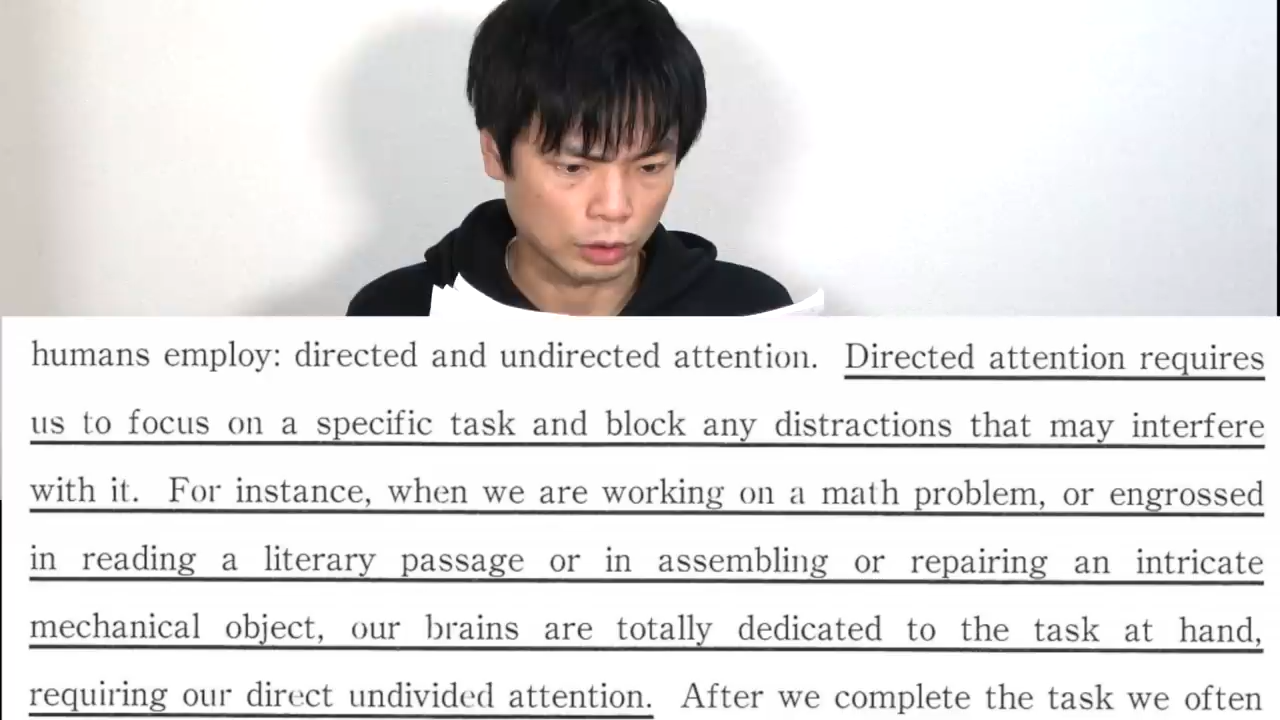 humans employ: directed and undirected attention. Directed attention requires
us to focus on a specific task and block any distractions that may interfere
with it. For instance, when we are working on a math problem, or engrossed
in reading a literary passage or in assembling or repairing an intricate
mechanical object, our brains are totally dedicated to the task at hand,
requiring our direct undivided attention. After we complete the task we often